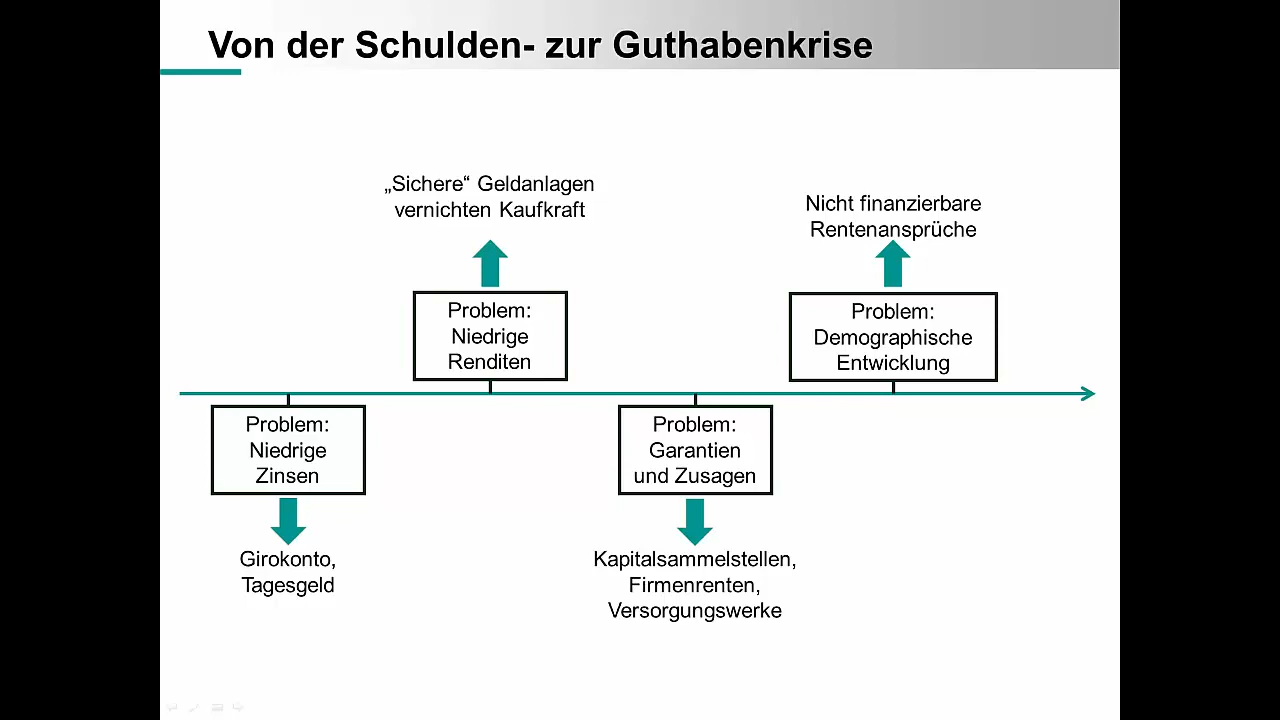 Von der Schulden- zur Guthabenkrise
„Sichere“ Geldanlagen
vernichten Kaufkraft
Nicht finanzierbare
Rentenansprüche
Problem:
Niedrige
Renditen
Problem:
Demographische
Entwicklung
Problem:
Niedrige
Zinsen
Problem:
Garantien
und Zusagen
Girokonto,
Tagesgeld
Kapitalsammelstellen,
Firmenrenten,
Versorgungswerke